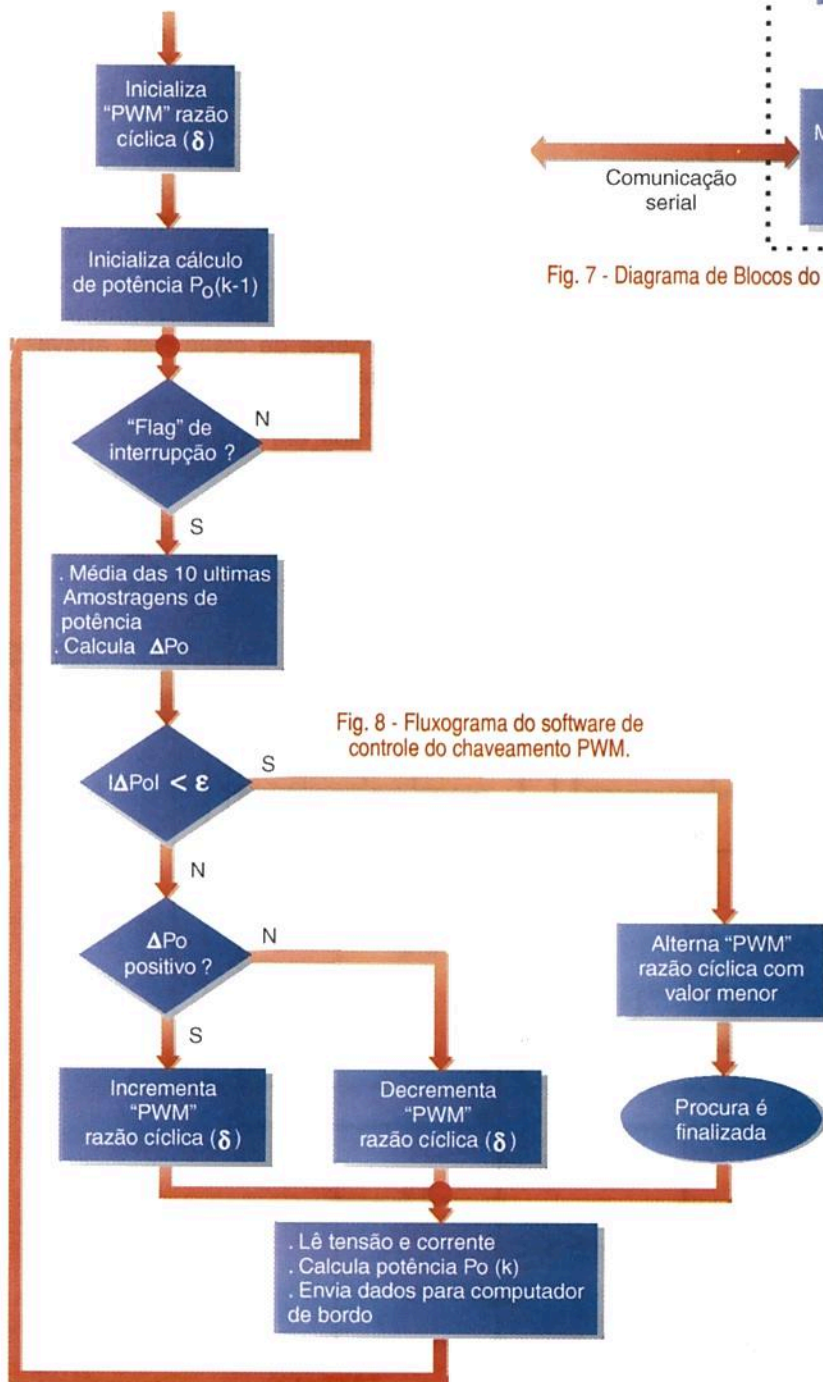 Inicializa
"PWM" razão
cíclica (δ)
Inicializa cálculo
de potência Po(k-1)
"Flag" de
interrupção ?
N
S
. Média das 10 ultimas
Amostragens de
potência
. Calcula ΔPo
|ΔPo| < ε
S
N
ΔPo
positivo ?
N
S
Incrementa
"PWM"
razão cíclica (δ)
Decrementa
"PWM"
razão cíclica (δ)
Alterna "PWM"
razão cíclica com
valor menor
Procura é
finalizada
. Lê tensão e corrente
. Calcula potência Po (k)
. Envia dados para computador
de bordo
Fig. 8 - Fluxograma do software de
controle do chaveamento PWM.
Comunicação
serial
M
Fig. 7 - Diagrama de Blocos do